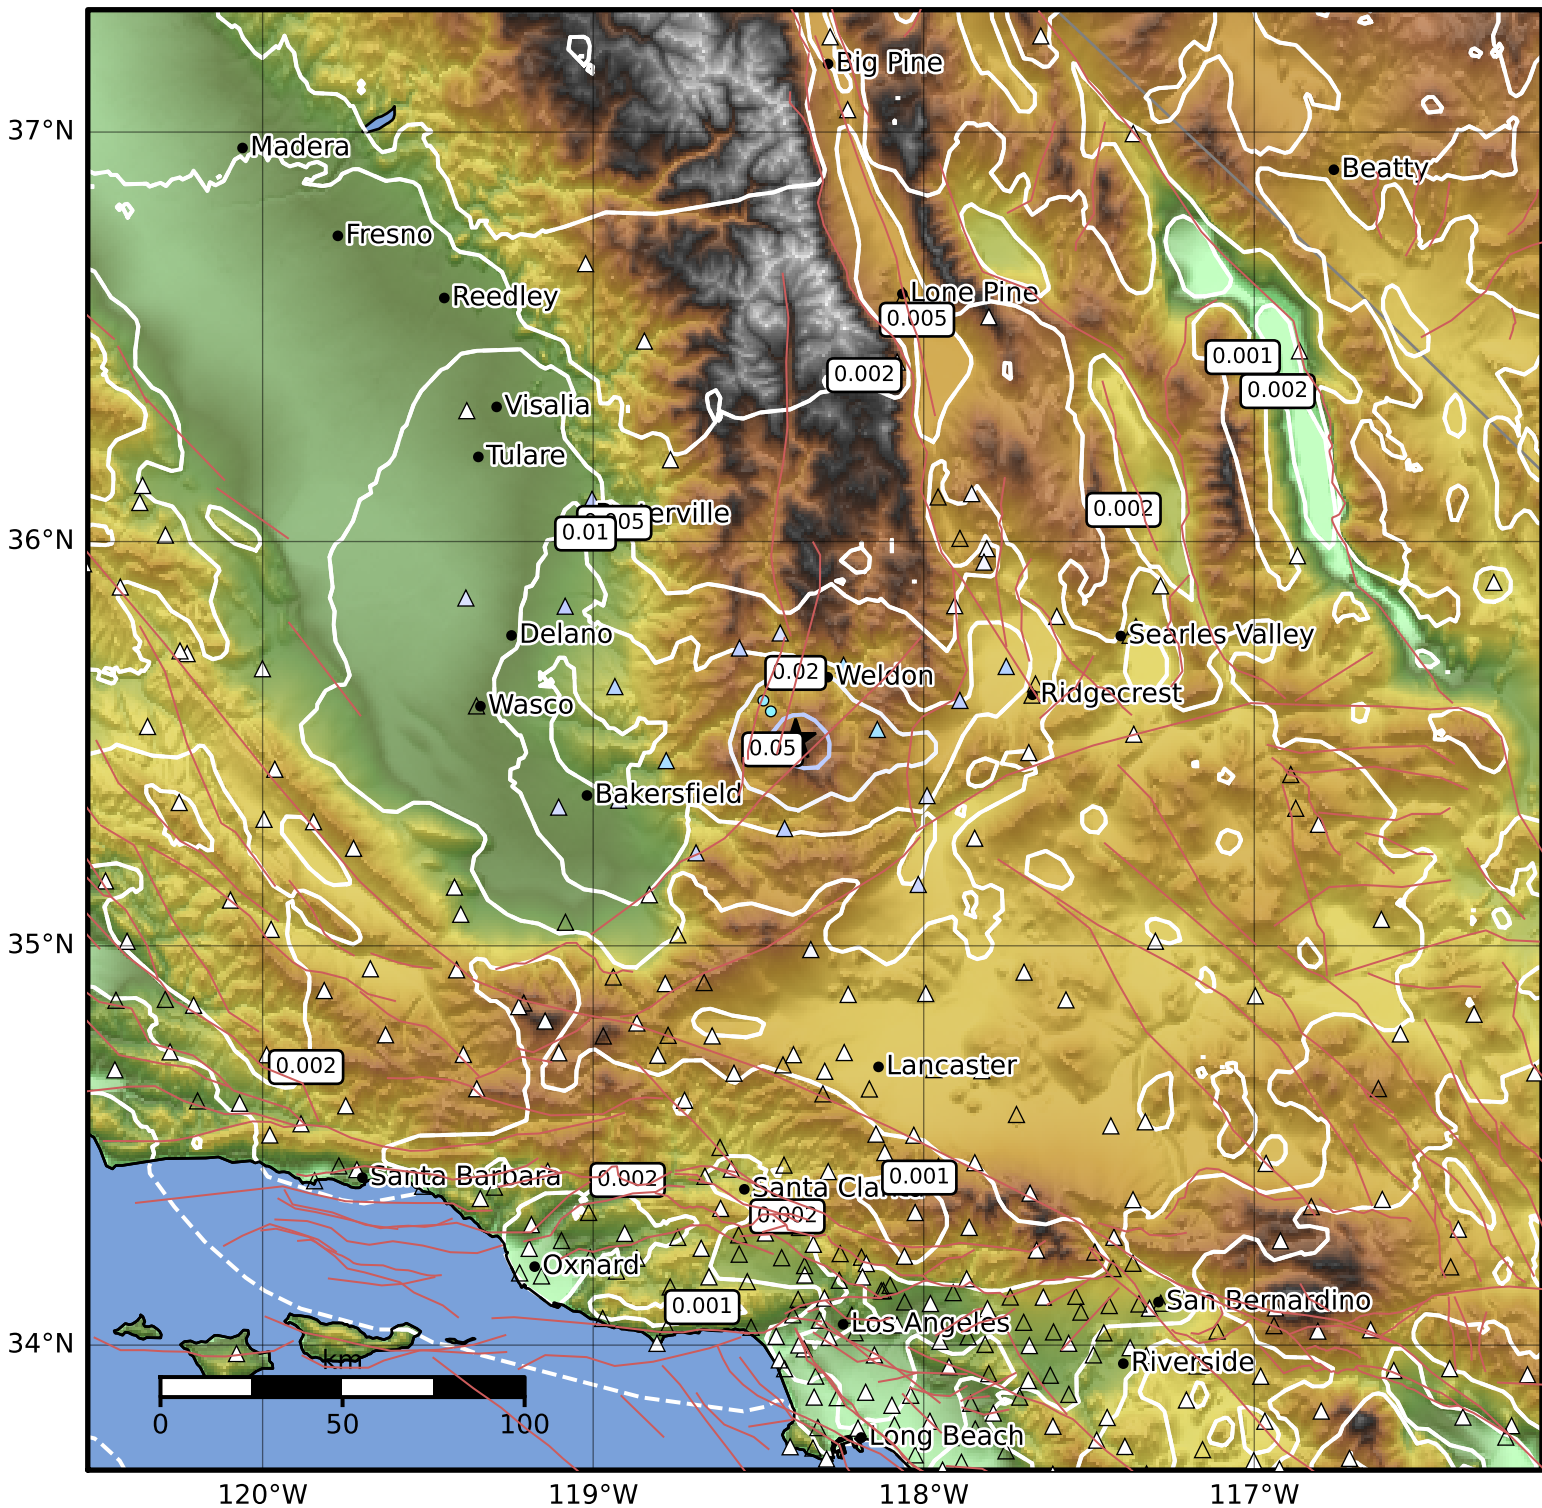 Big Pine
37°N
Madera
Beatty
Fresno
Reedley
Lone Pine
0.005
0.001
0.002
0.002
Visalia
Tulare
0.002
36°N
0.01
Delano
Searles Valley
0.02
Weldon
Ridgecrest
Wasco
0.05
Bakersfield
35°N
0.002
Lancaster
Santa Barbara
0.002
0.001
Santa
0.002
Oxnard
0.001
San Bernardino
Los Angeles
34°N
km
Riverside
0 50 100
Long Beach
120°W 119°W 118°W 117°W